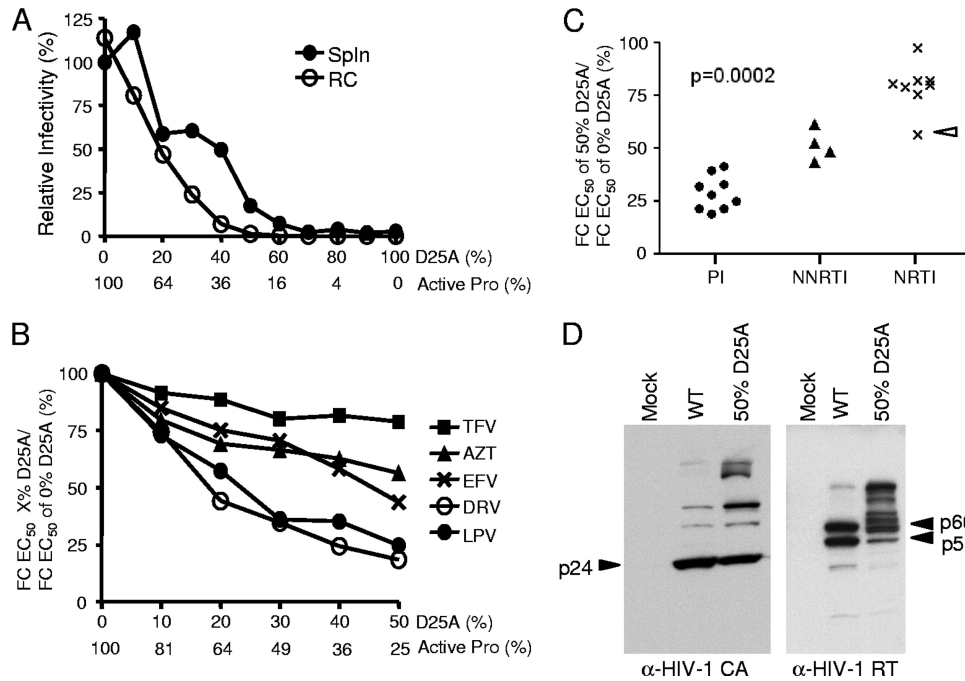 A
Relative Infectivity (%)
125
100
75
50
25
0
SpIn
RC
0 20 40 60 80 100 D25A (%)
100 64 36 16 4 0 Active Pro (%)
B
FC EC50 X% D25A/
FC EC50 of 0% D25A (%)
100
75
50
25
0
TFV
AZT
EFV
DRV
LPV
0 10 20 30 40 50 D25A (%)
100 81 64 49 36 25 Active Pro (%)
C
FC EC50 of 50% D25A/
FC EC50 of 0% D25A (%)
100
75
50
25
0
p=0.0002
PI NNRTI NRTI
D
Mock
WT
50% D25A
Mock
WT
50% D25A
p24
p6
p5
α-HIV-1 CA
α-HIV-1 RT